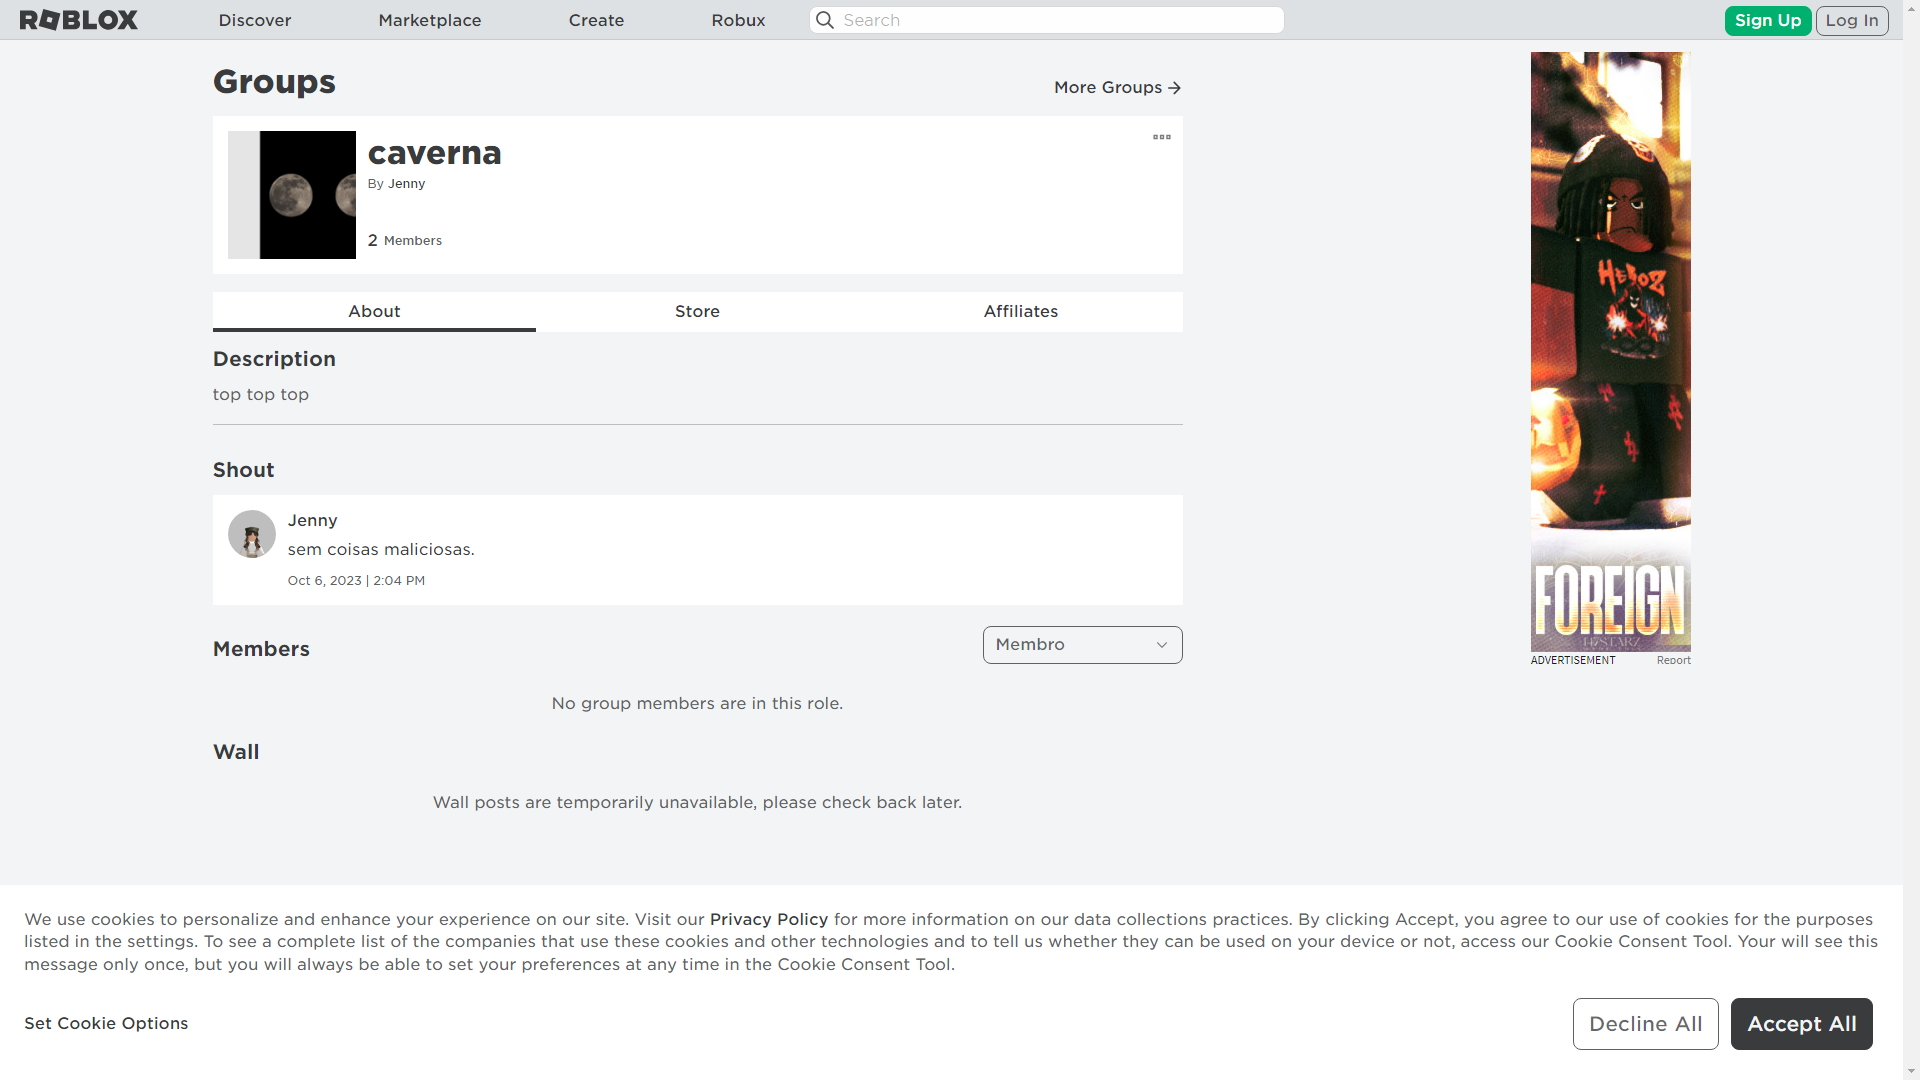 ROBLOX
Discover
Marketplace
Create
Robux
Search
Sign Up
Log In
Groups
More Groups
caverna
By Jenny
2 Members
About
Store
Affiliates
Description
top top top
Shout
Jenny
sem coisas maliciosas.
Oct 6, 2023 | 2:04 PM
Members
Membro
No group members are in this role.
Wall
Wall posts are temporarily unavailable, please check back later.
HEROZ
FOREIGN
ADVERTISEMENT
Report
We use cookies to personalize and enhance your experience on our site. Visit our Privacy Policy for more information on our data collections practices. By clicking Accept, you agree to our use of cookies for the purposes
listed in the settings. To see a complete list of the companies that use these cookies and other technologies and to tell us whether they can be used on your device or not, access our Cookie Consent Tool. Your will see this
message only once, but you will always be able to set your preferences at any time in the Cookie Consent Tool.
Set Cookie Options
Decline All
Accept All